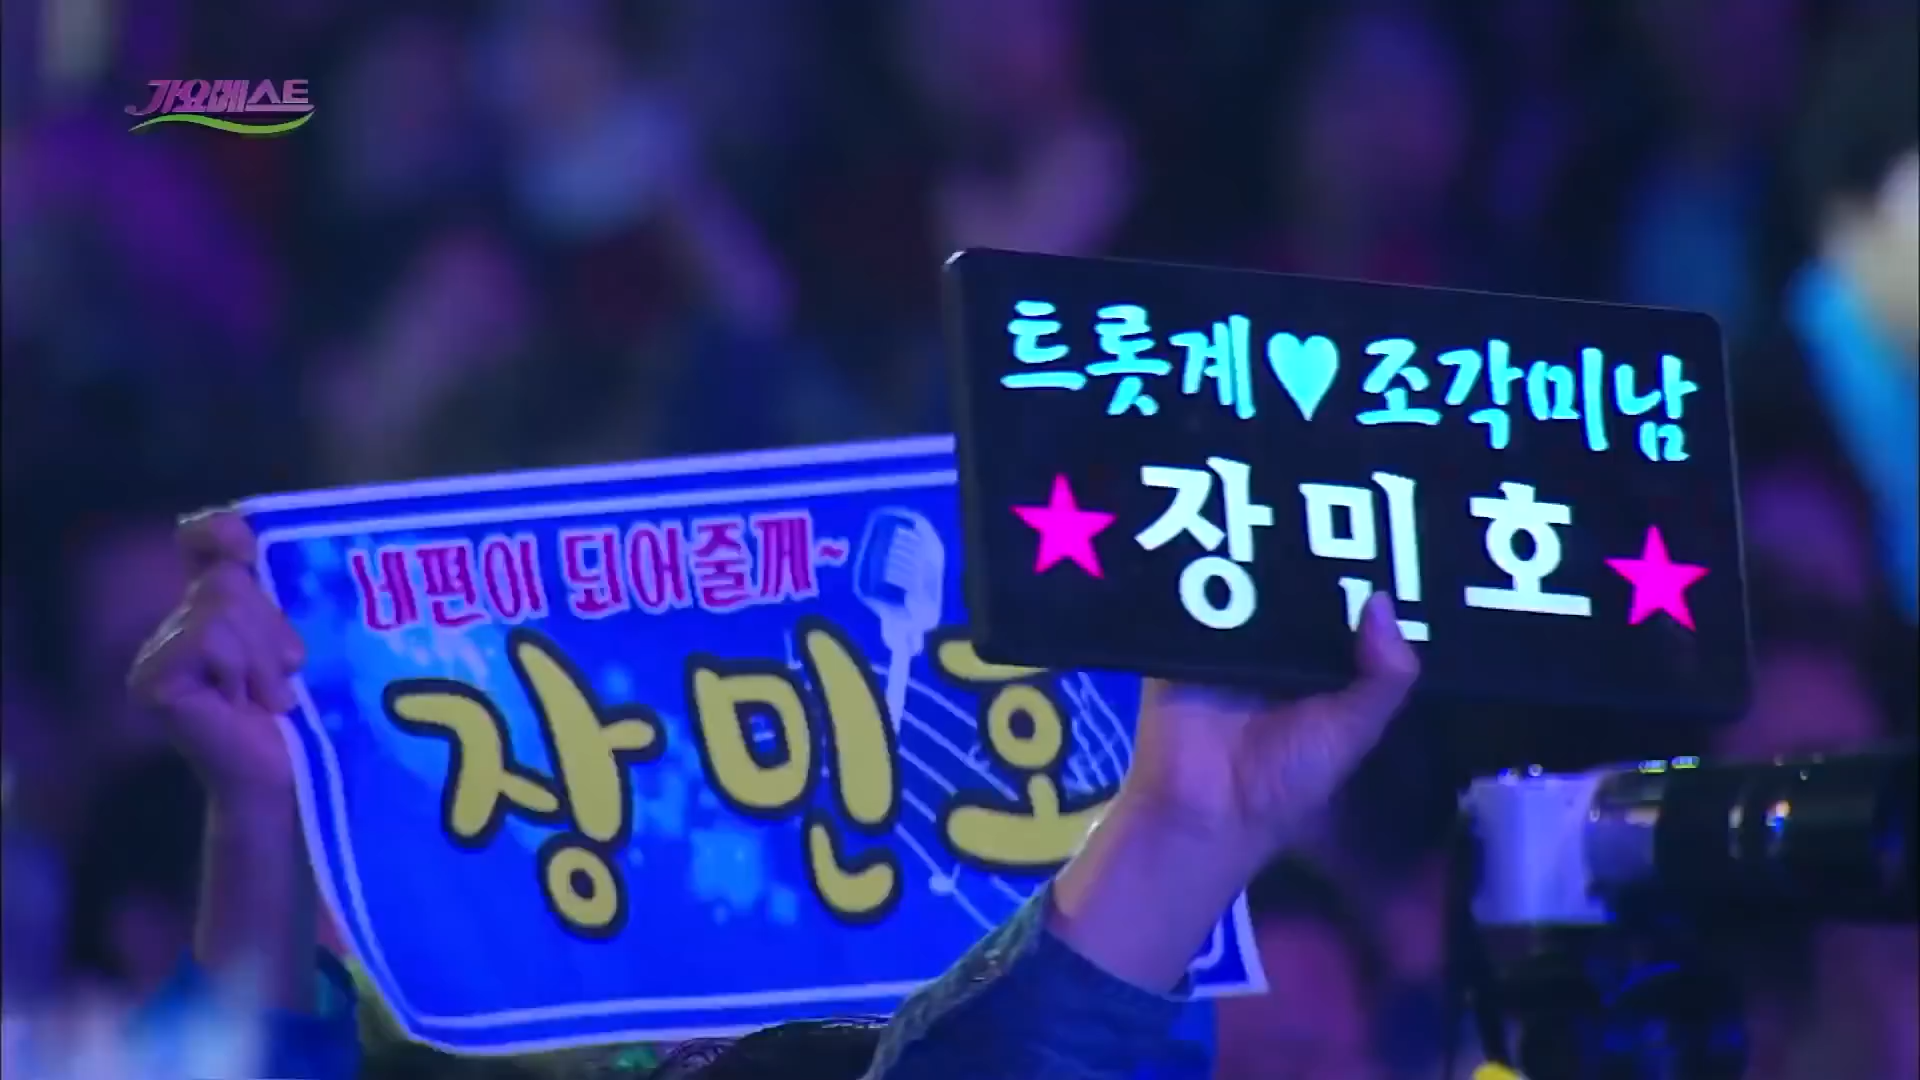 가요베스트
트롯계♥조각미남
★장민호★
네편이 되어줄께~
장민호